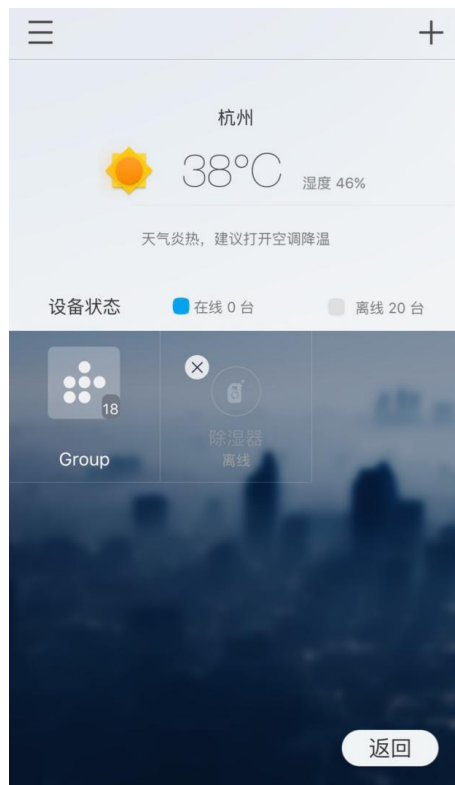 杭州
38°C 湿度 46%
天气炎热，建议打开空调降温
设备状态 在线 0 台 离线 20 台
18
Group
除湿器
离线
返回